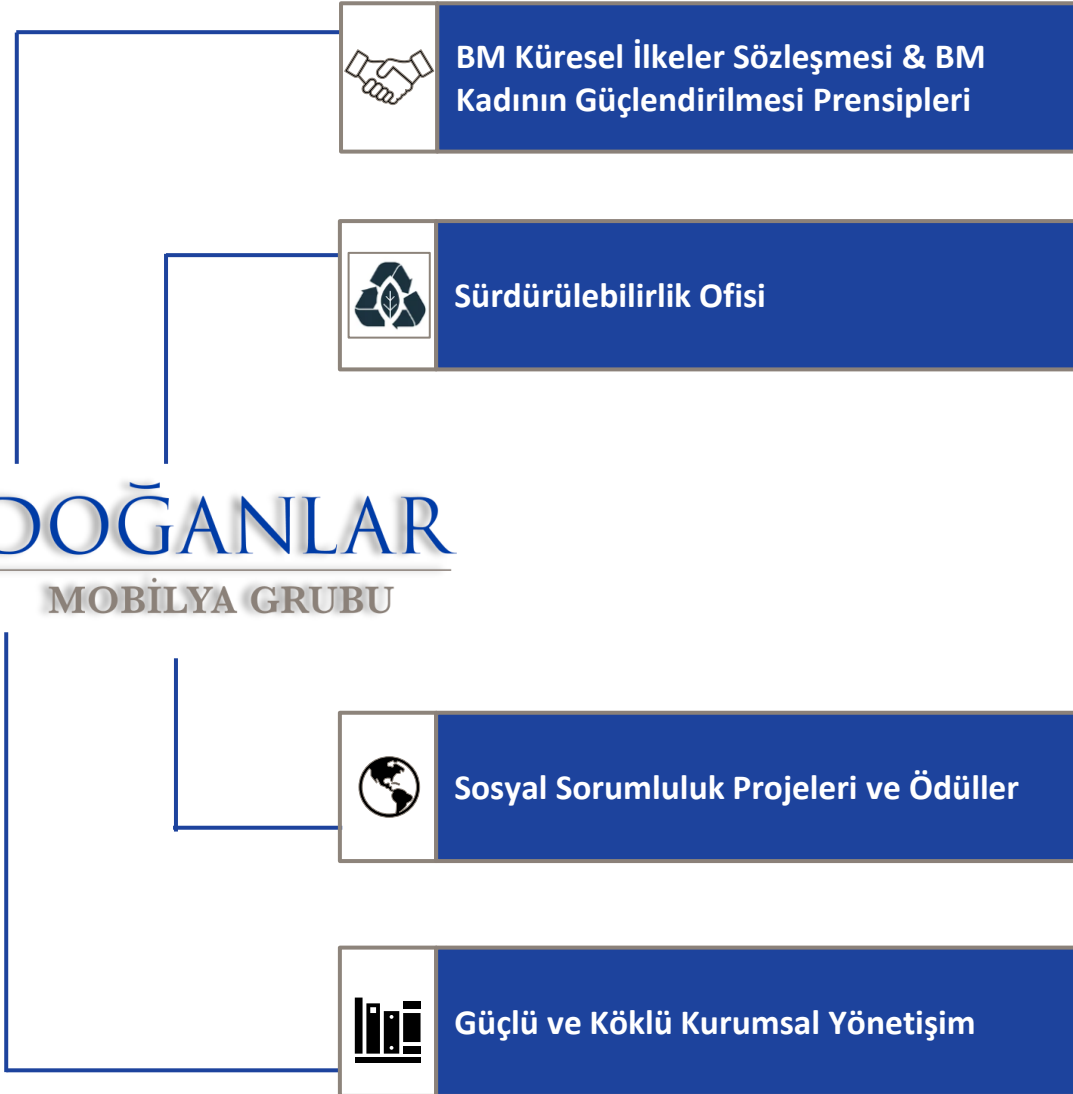 BM Küresel İlkeler Sözleşmesi & BM
Kadının Güçlendirilmesi Prensipleri
Sürdürülebilirlik Ofisi
DOĞANLAR
MOBİLYA GRUBU
Sosyal Sorumluluk Projeleri ve Ödüller
Güçlü ve Köklü Kurumsal Yönetişim